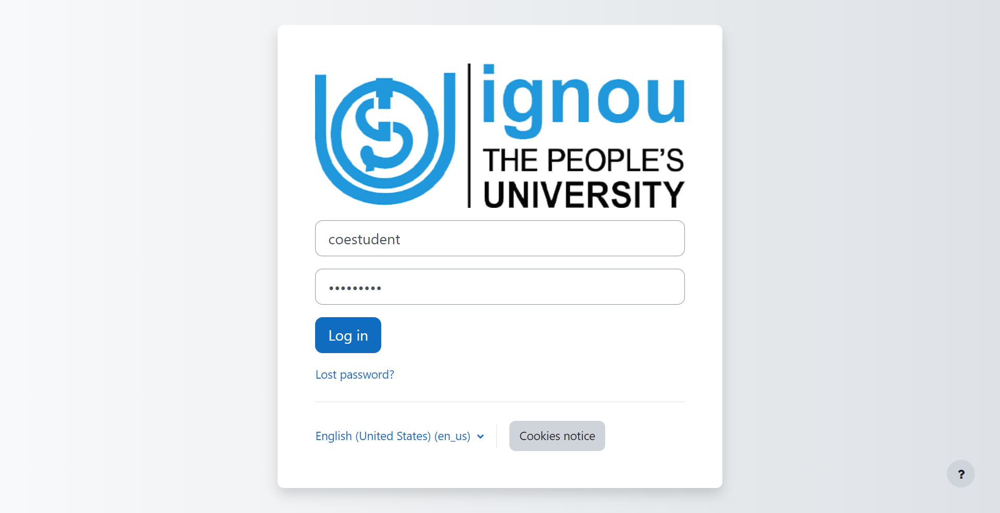 ignou
THE PEOPLE'S
UNIVERSITY
coestudent
•••••••••
Log in
Lost password?
English (United States) (en_us)
Cookies notice
?